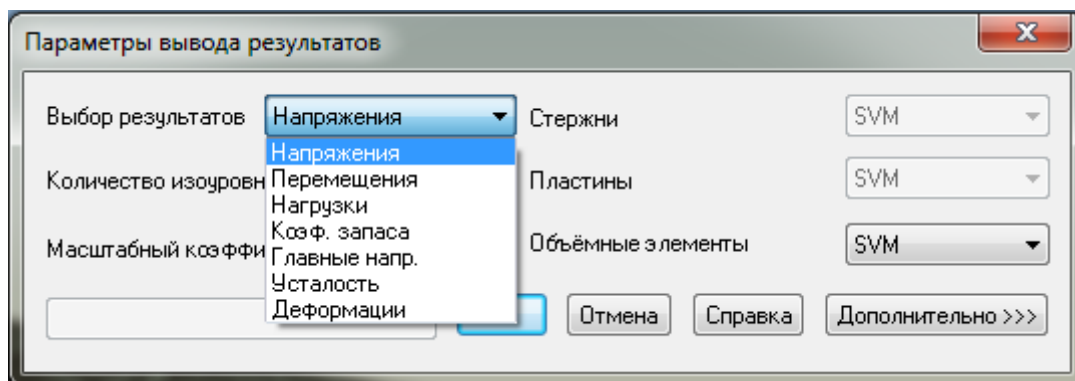 Параметры вывода результатов
Выбор результатов Напряжения Стержни SVM
Напряжения
Количество изоуровн Перемещения Пластины SVM
Нагрузки
Коэф. запаса
Масштабный коэффи Главные напр. Объёмные элементы SVM
Усталость
Деформации Отмена Справка Дополнительно >>>